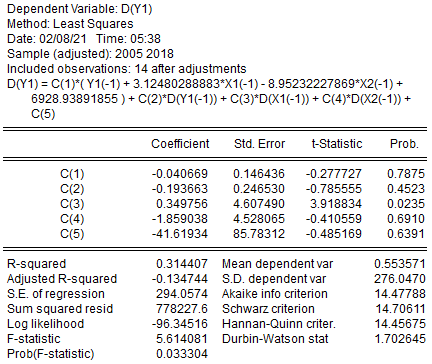 Dependent Variable: D(Y1)
Method: Least Squares
Date: 02/08/21 Time: 05:38
Sample (adjusted): 2005 2018
Included observations: 14 after adjustments
D(Y1) = C(1)*( Y1(-1) + 3.12480288883*X1(-1) - 8.95232227869*X2(-1) +
6928.93891855 ) + C(2)*D(Y1(-1)) + C(3)*D(X1(-1)) + C(4)*D(X2(-1)) +
C(5)
Coefficient Std. Error t-Statistic Prob.
C(1) -0.040669 0.146436 -0.277727 0.7875
C(2) -0.193663 0.246530 -0.785555 0.4523
C(3) 0.349756 4.607490 3.918834 0.0235
C(4) -1.859038 4.528065 -0.410559 0.6910
C(5) -41.61934 85.78312 -0.485169 0.6391
R-squared 0.314407 Mean dependent var 0.553571
Adjusted R-squared -0.134744 S.D. dependent var 276.0470
S.E. of regression 294.0574 Akaike info criterion 14.47788
Sum squared resid 778227.6 Schwarz criterion 14.70611
Log likelihood -96.34516 Hannan-Quinn criter. 14.45675
F-statistic 5.614081 Durbin-Watson stat 1.702645
Prob(F-statistic) 0.033304